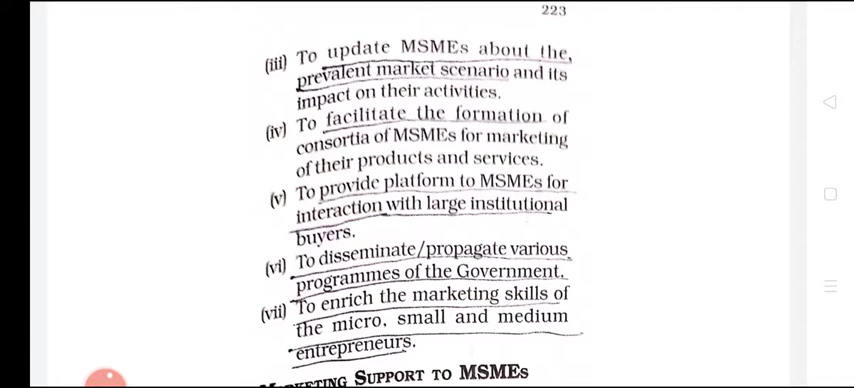 223
(iii) To update MSMEs about the,
prevalent market scenario and its
impact on their activities.
(iv) To facilitate the formation of
consortia of MSMEs for marketing
of their products and services.
(v) To provide platform to MSMEs for
interaction with large institutional
buyers.
(vi) To disseminate/propagate various
programmes of the Government.
(vii) To enrich the marketing skills of
the micro, small and medium
entrepreneurs.
SUPPORT TO MSMES